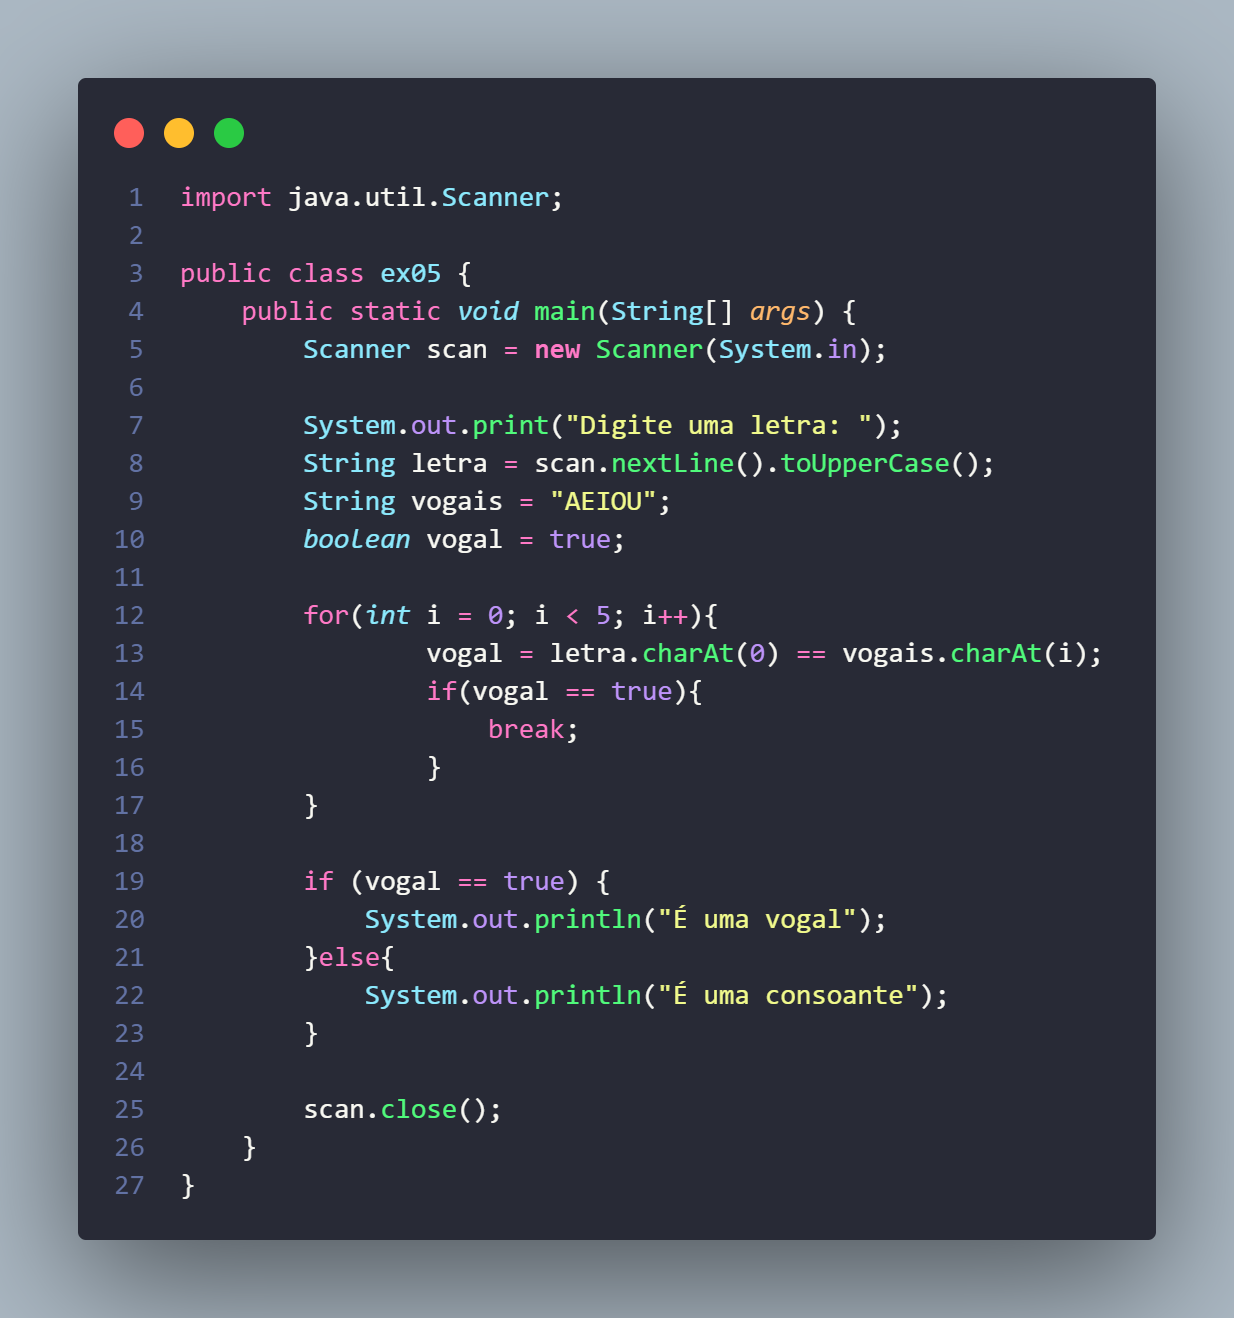 1 import java.util.Scanner;
2
3 public class ex05 {
4     public static void main(String[] args) {
5         Scanner scan = new Scanner(System.in);
6
7         System.out.print("Digite uma letra: ");
8         String letra = scan.nextLine().toUpperCase();
9         String vogais = "AEIOU";
10         boolean vogal = true;
11
12         for(int i = 0; i < 5; i++){
13                 vogal = letra.charAt(0) == vogais.charAt(i);
14                 if(vogal == true){
15                     break;
16                 }
17         }
18
19         if (vogal == true) {
20             System.out.println("É uma vogal");
21         }else{
22             System.out.println("É uma consoante");
23         }
24
25         scan.close();
26     }
27 }